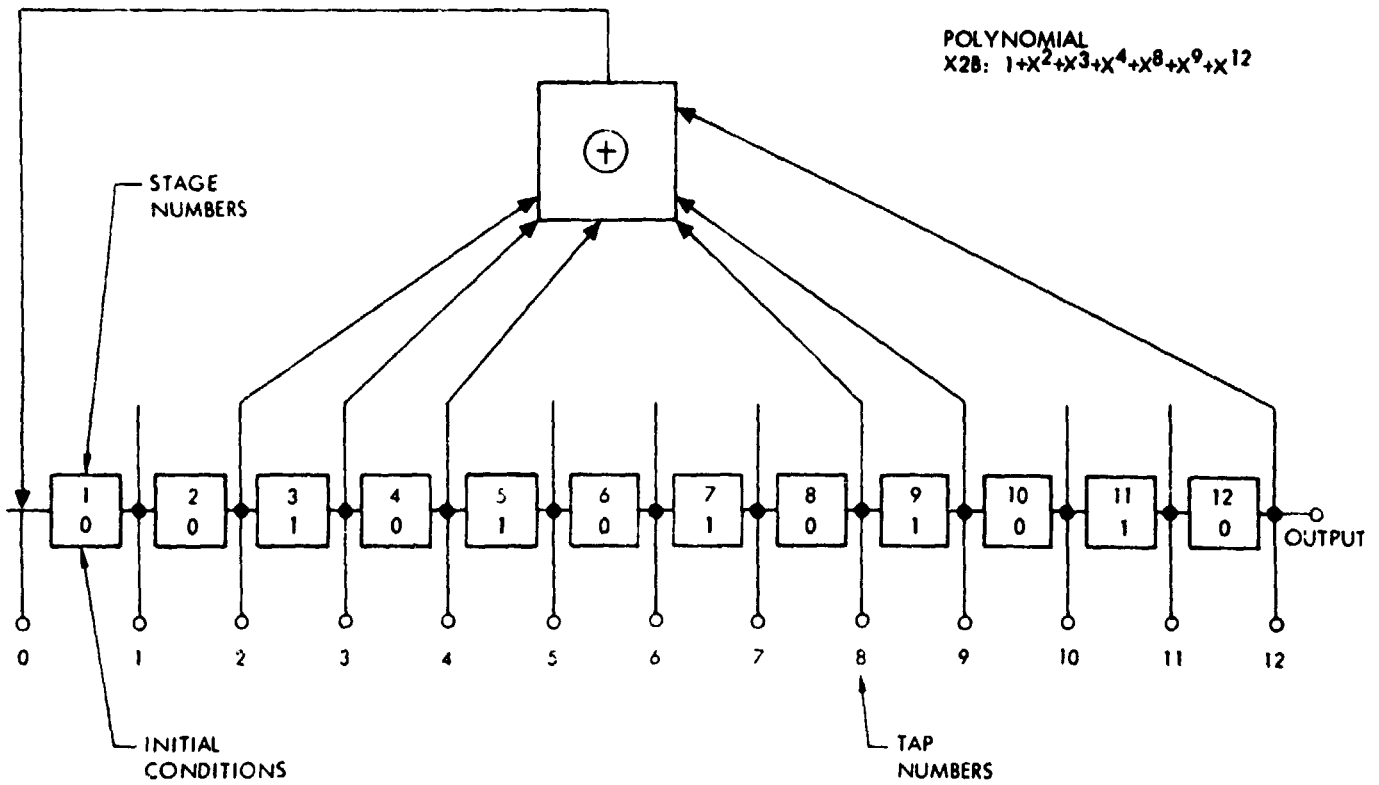 POLYNOMIAL
X2B: 1+X²+X³+X⁴+X⁸+X⁹+X¹²
+
STAGE
NUMBERS
1 2 3 4 5 6 7 8 9 10 11 12
0 0 1 0 1 0 1 0 1 0 1 0
OUTPUT
0 1 2 3 4 5 6 7 8 9 10 11 12
INITIAL
CONDITIONS
TAP
NUMBERS